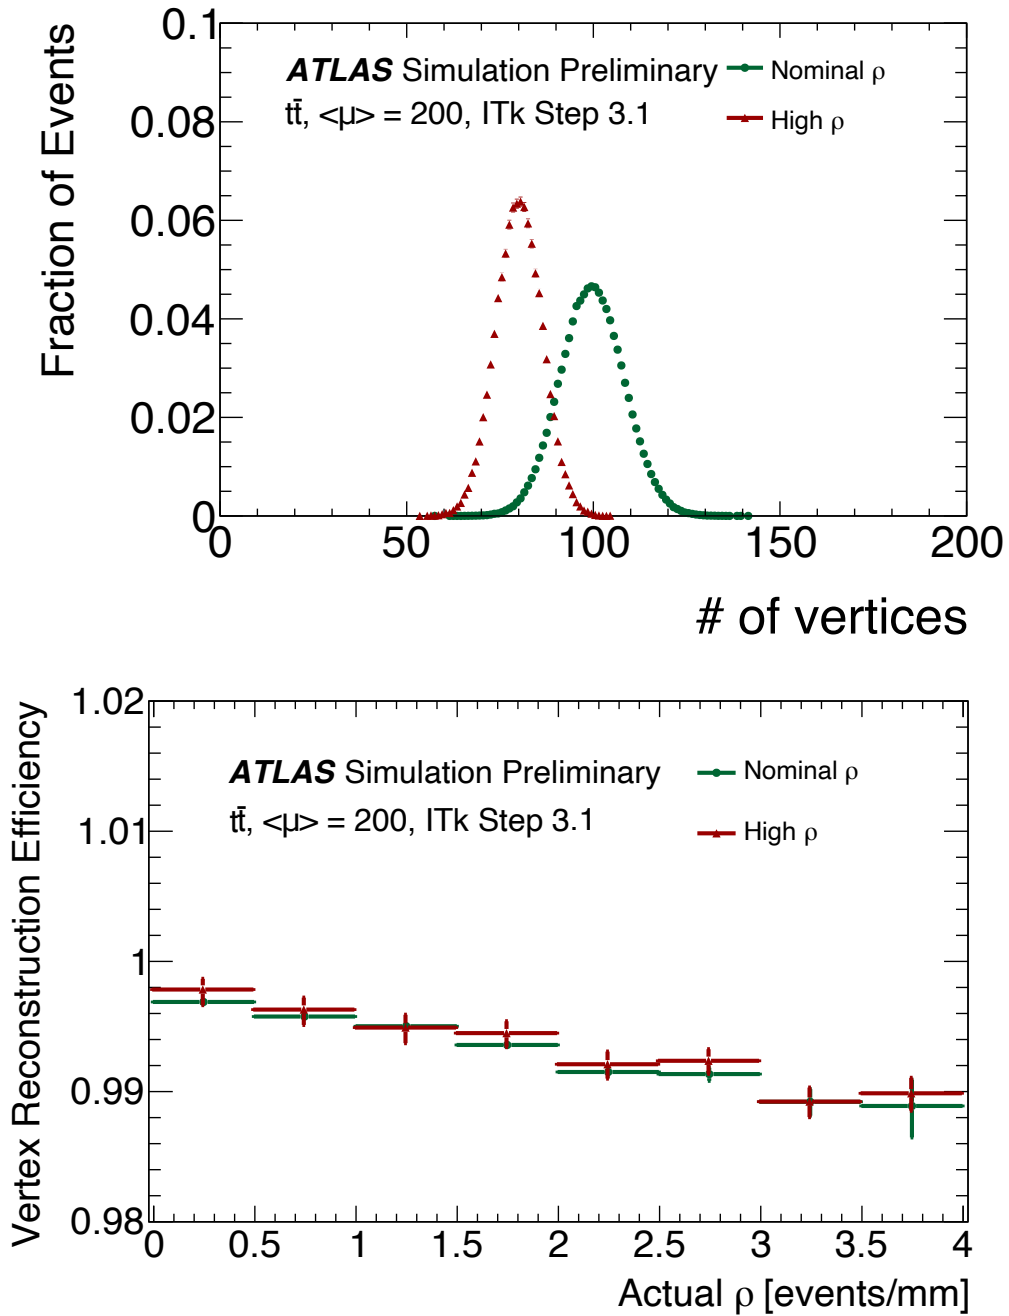 0.1
ATLAS Simulation Preliminary
Nominal ρ
tt̄, <μ> = 200, ITk Step 3.1
High ρ
Fraction of Events
0.08
0.06
0.04
0.02
0
0 50 100 150 200
# of vertices
1.02
ATLAS Simulation Preliminary
Nominal ρ
tt̄, <μ> = 200, ITk Step 3.1
High ρ
Vertex Reconstruction Efficiency
1.01
1
0.99
0.98
0 0.5 1 1.5 2 2.5 3 3.5 4
Actual ρ [events/mm]